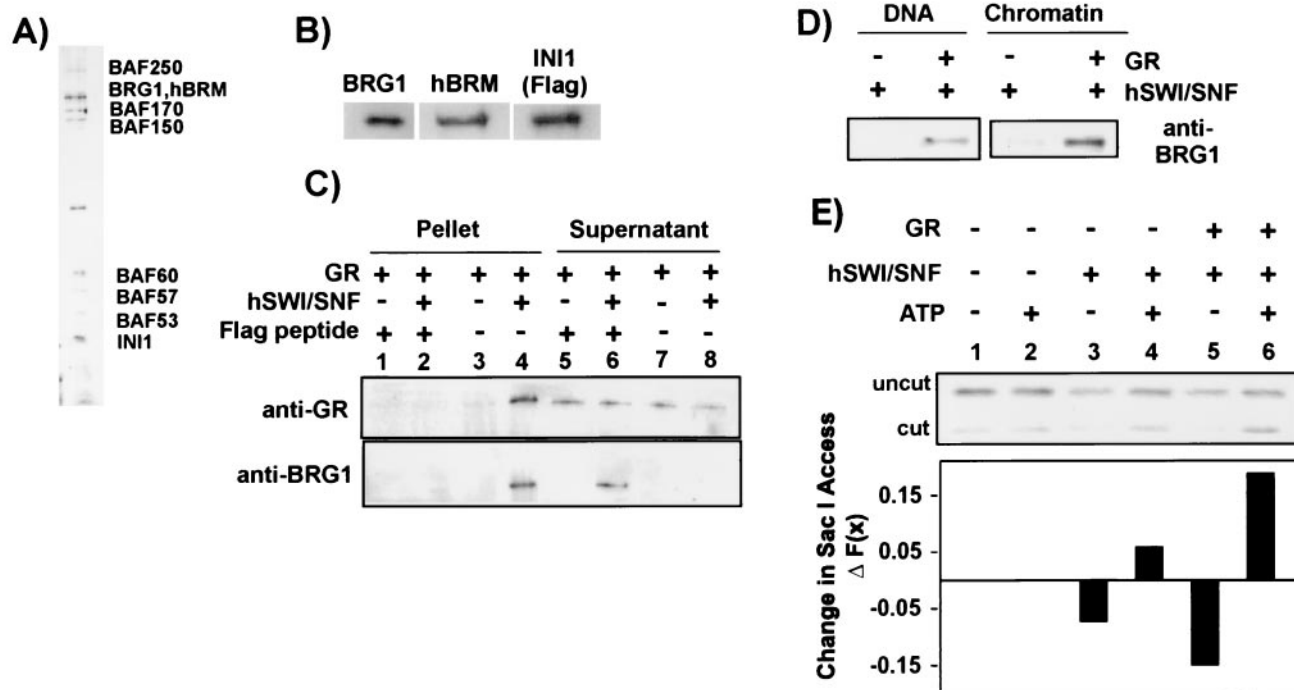 A)
BAF250
BRG1,hBRM
BAF170
BAF150
BAF60
BAF57
BAF53
INI1
B)
BRG1 hBRM INI1 (Flag)
C)
Pellet Supernatant
GR + + + + + + + +
hSWI/SNF - + - + - + - +
Flag peptide + + - - + + - -
1 2 3 4 5 6 7 8
anti-GR
anti-BRG1
D)
DNA Chromatin
- + - + GR
+ + + + hSWI/SNF
anti-
BRG1
E)
GR - - - - + +
hSWI/SNF - - + + + +
ATP - + - + - +
1 2 3 4 5 6
uncut
cut
Change in Sac I Access
Δ F(x)
0.15 -
0.05 -
-0.05 -
-0.15 -